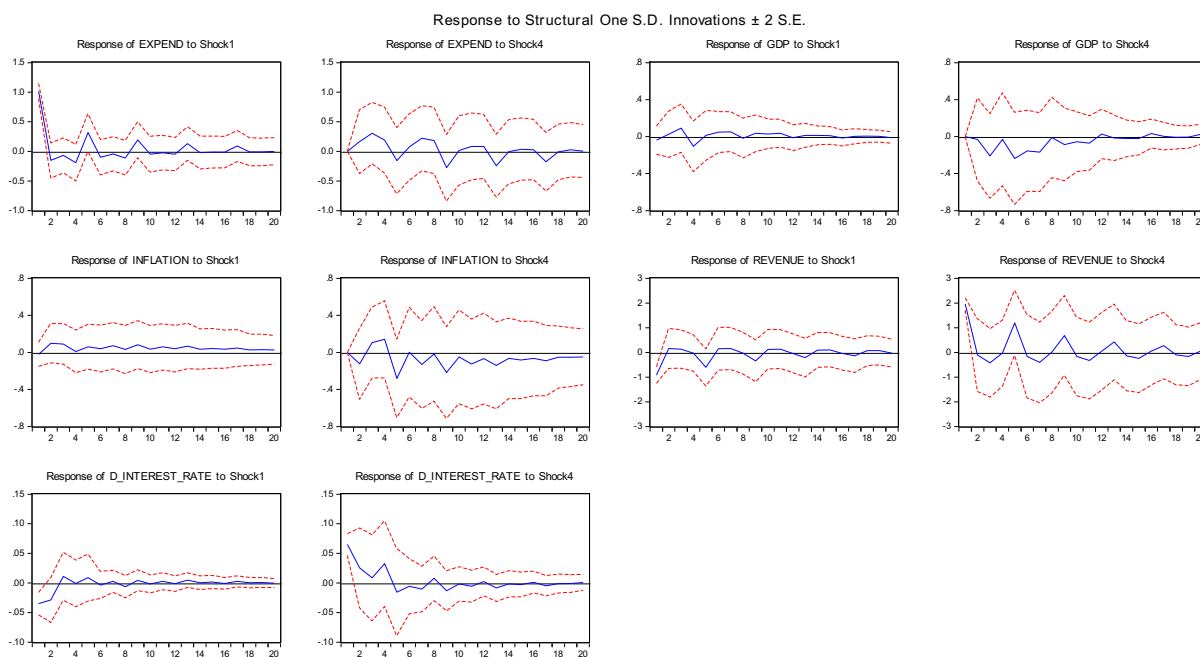 Response to Structural One S.D. Innovations ± 2 S.E.
Response of EXPEND to Shock1
1.5
1.0
0.5
0.0
-0.5
-1.0
2 4 6 8 10 12 14 16 18 20
Response of EXPEND to Shock4
1.5
1.0
0.5
0.0
-0.5
-1.0
2 4 6 8 10 12 14 16 18 20
Response of GDP to Shock1
.8
.4
.0
-.4
-.8
2 4 6 8 10 12 14 16 18 20
Response of GDP to Shock4
.8
.4
.0
-.4
-.8
2 4 6 8 10 12 14 16 18
Response of INFLATION to Shock1
.8
.4
.0
-.4
-.8
2 4 6 8 10 12 14 16 18 20
Response of INFLATION to Shock4
.8
.4
.0
-.4
-.8
2 4 6 8 10 12 14 16 18 20
Response of REVENUE to Shock1
3
2
1
0
-1
-2
-3
2 4 6 8 10 12 14 16 18 20
Response of REVENUE to Shock4
3
2
1
0
-1
-2
-3
2 4 6 8 10 12 14 16 18
Response of D_INTEREST_RATE to Shock1
.15
.10
.05
.00
-.05
-.10
2 4 6 8 10 12 14 16 18 20
Response of D_INTEREST_RATE to Shock4
.15
.10
.05
.00
-.05
-.10
2 4 6 8 10 12 14 16 18 20